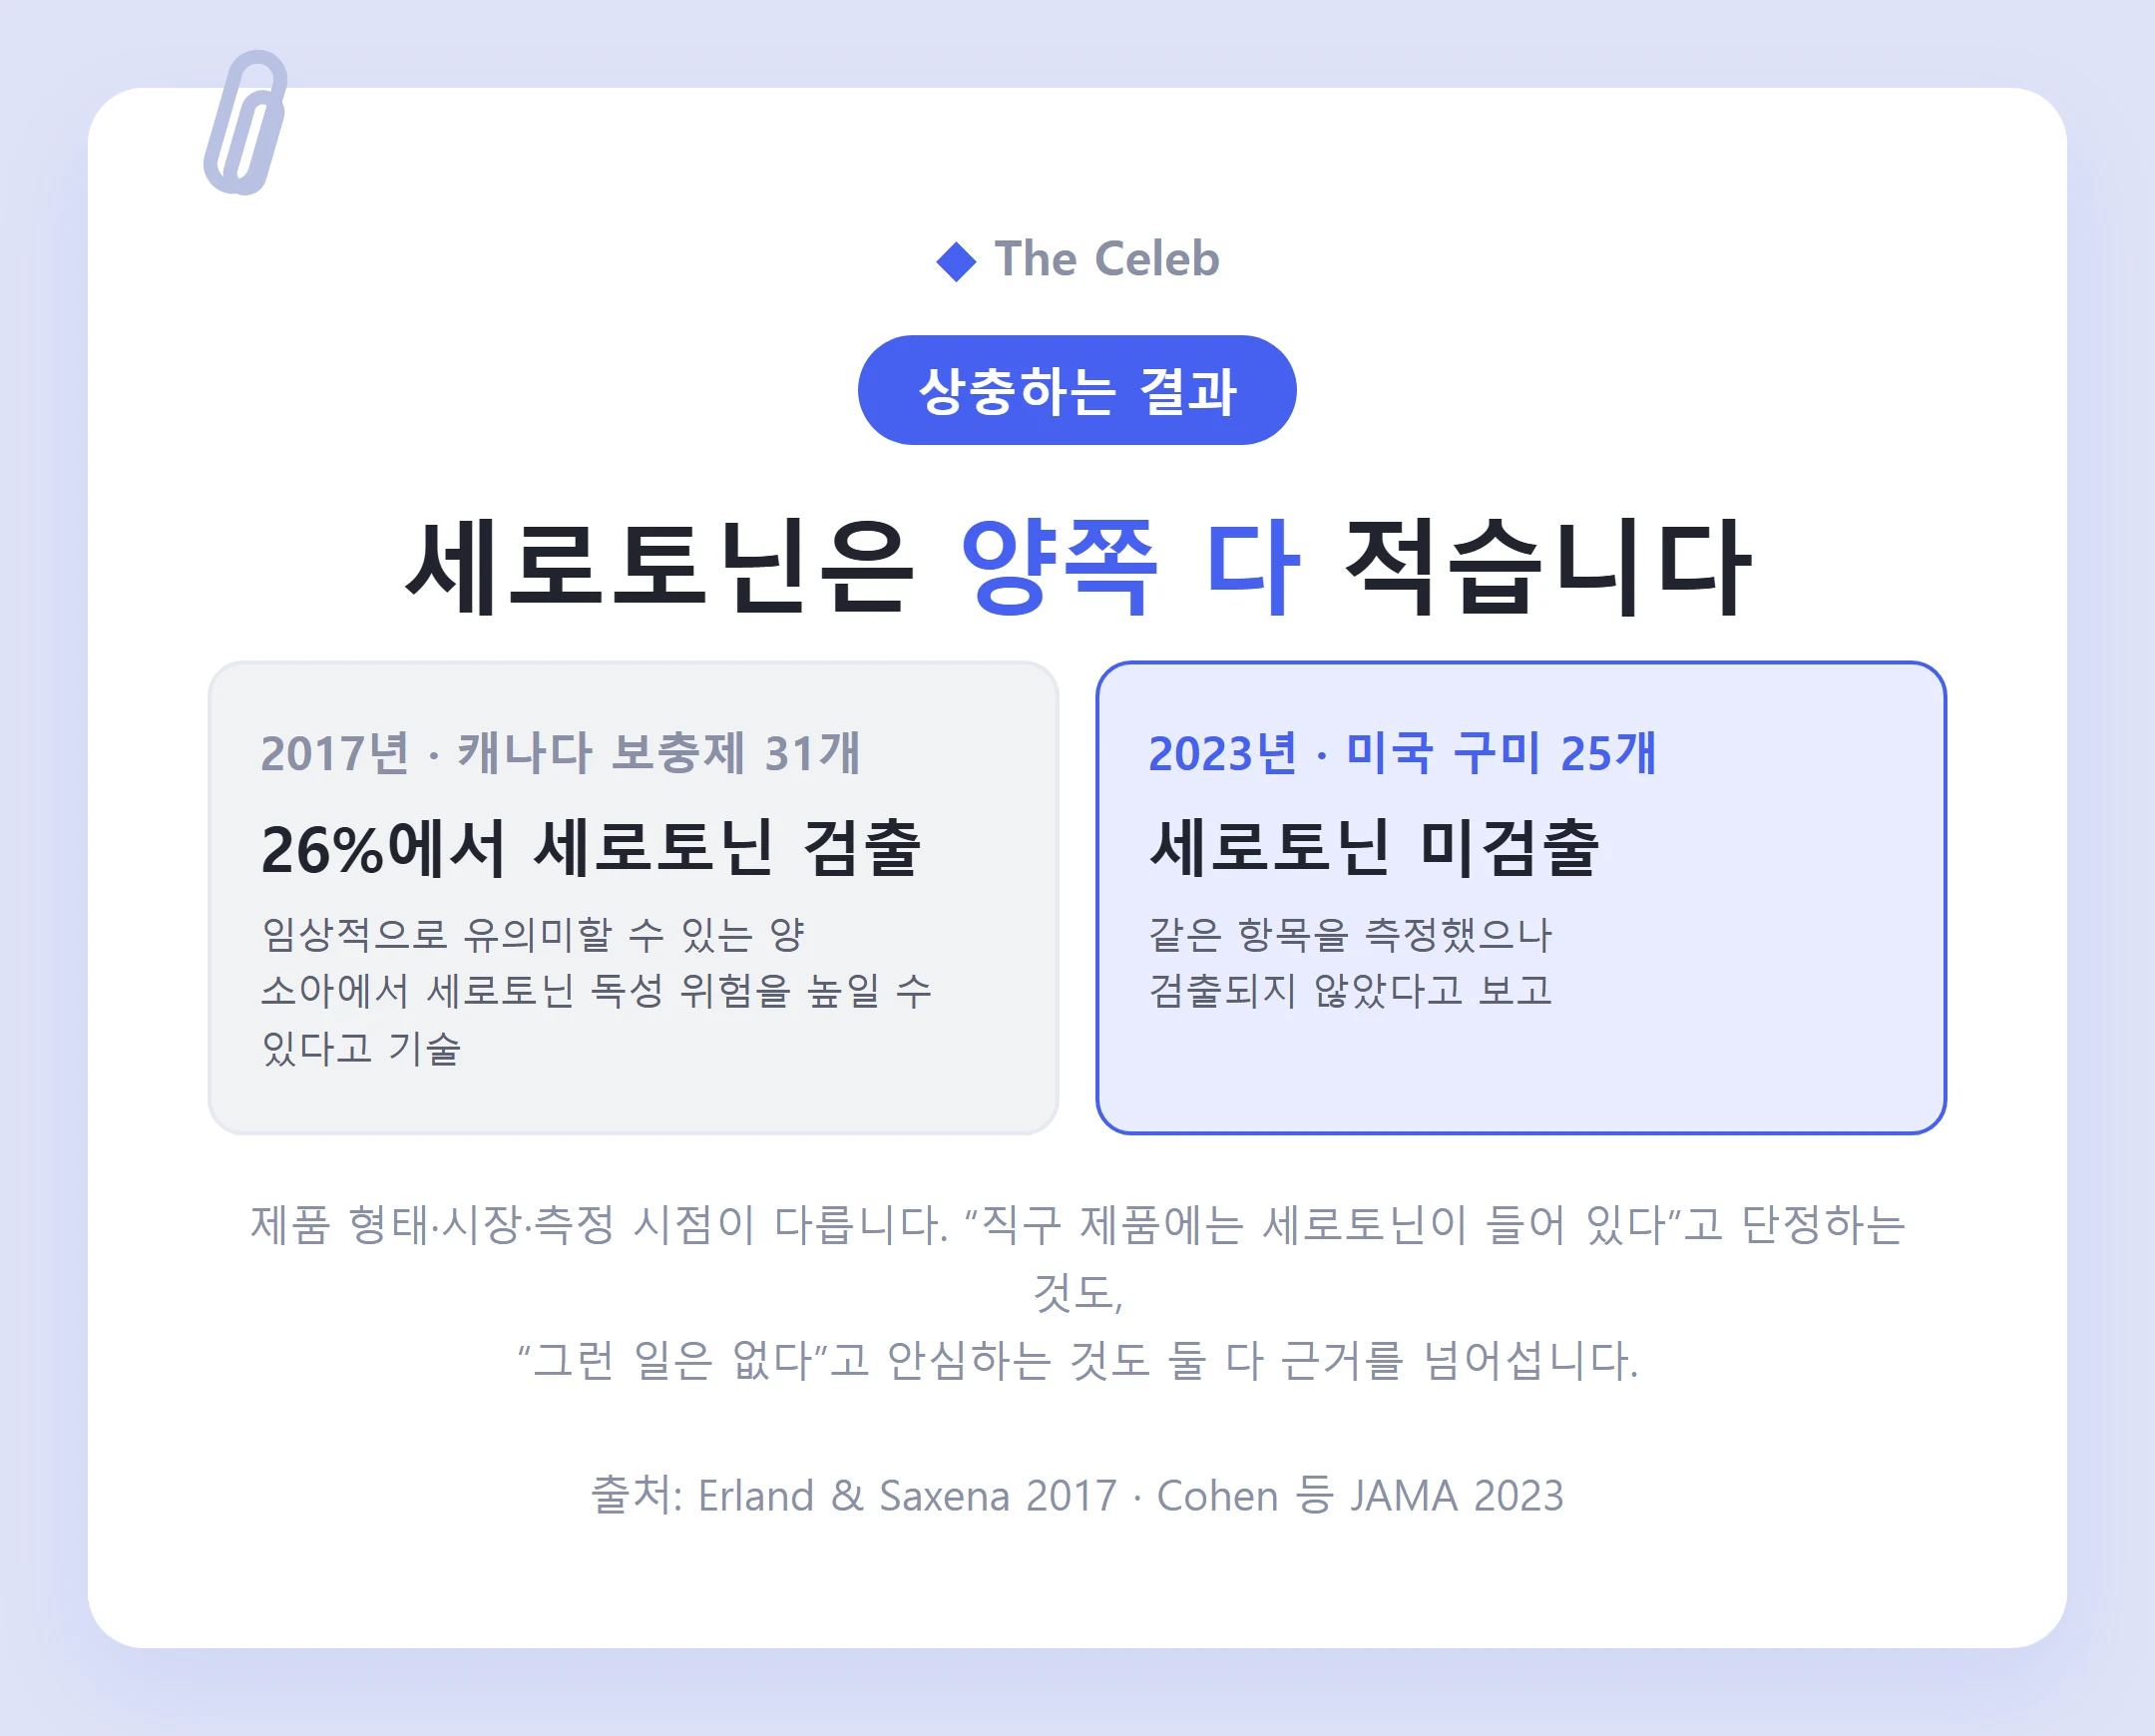 ◆ The Celeb
상충하는 결과
세로토닌은 양쪽 다 적습니다
2017년 · 캐나다 보충제 31개
26%에서 세로토닌 검출
임상적으로 유의미할 수 있는 양
소아에서 세로토닌 독성 위험을 높일 수
있다고 기술
2023년 · 미국 구미 25개
세로토닌 미검출
같은 항목을 측정했으나
검출되지 않았다고 보고
제품 형태·시장·측정 시점이 다릅니다. “직구 제품에는 세로토닌이 들어 있다”고 단정하는
것도,
“그런 일은 없다”고 안심하는 것도 둘 다 근거를 넘어섭니다.
출처: Erland & Saxena 2017 · Cohen 등 JAMA 2023